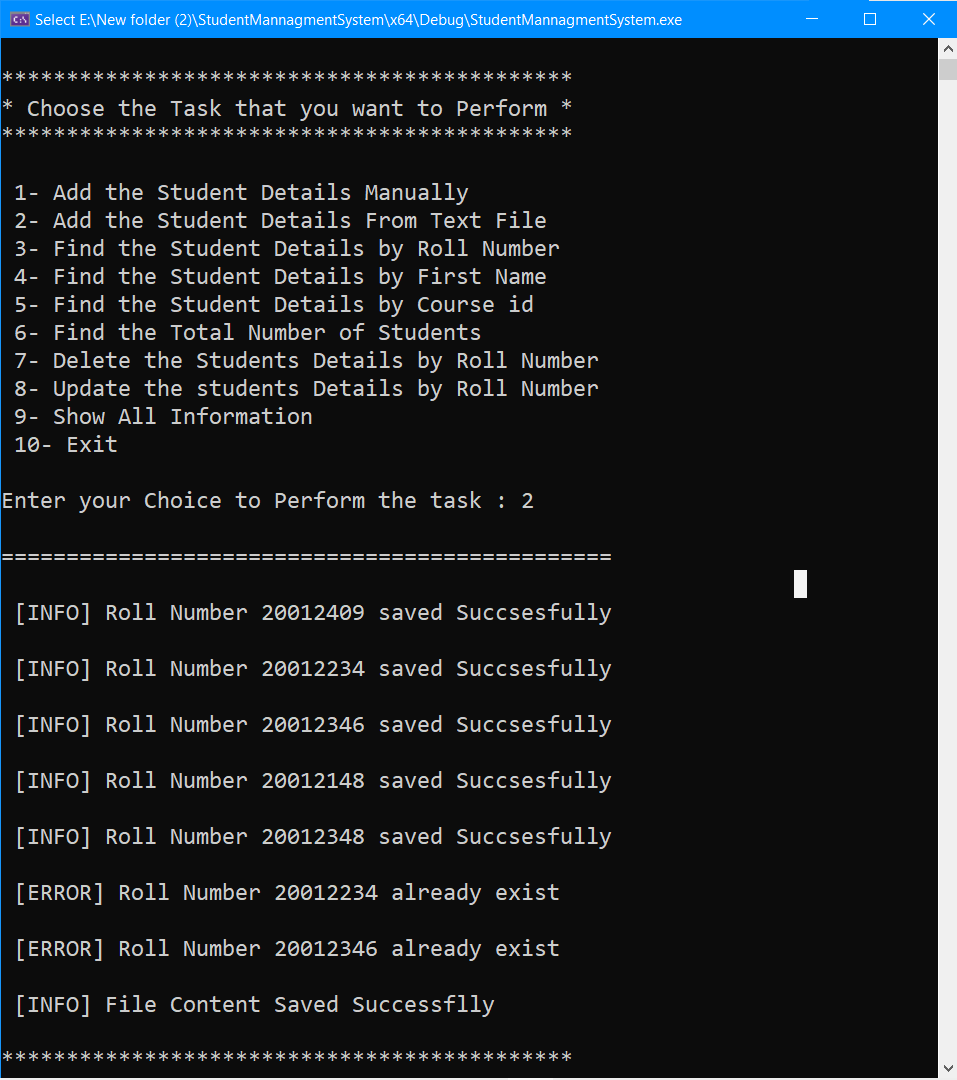 Select E:\New folder (2)\StudentMannagmentSystem\x64\Debug\StudentMannagmentSystem.exe
********************************************
* Choose the Task that you want to Perform *
********************************************
1- Add the Student Details Manually
2- Add the Student Details From Text File
3- Find the Student Details by Roll Number
4- Find the Student Details by First Name
5- Find the Student Details by Course id
6- Find the Total Number of Students
7- Delete the Students Details by Roll Number
8- Update the students Details by Roll Number
9- Show All Information
10- Exit
Enter your Choice to Perform the task : 2
===============================================
[INFO] Roll Number 20012409 saved Succsesfully
[INFO] Roll Number 20012234 saved Succsesfully
[INFO] Roll Number 20012346 saved Succsesfully
[INFO] Roll Number 20012148 saved Succsesfully
[INFO] Roll Number 20012348 saved Succsesfully
[ERROR] Roll Number 20012234 already exist
[ERROR] Roll Number 20012346 already exist
[INFO] File Content Saved Successflly
********************************************